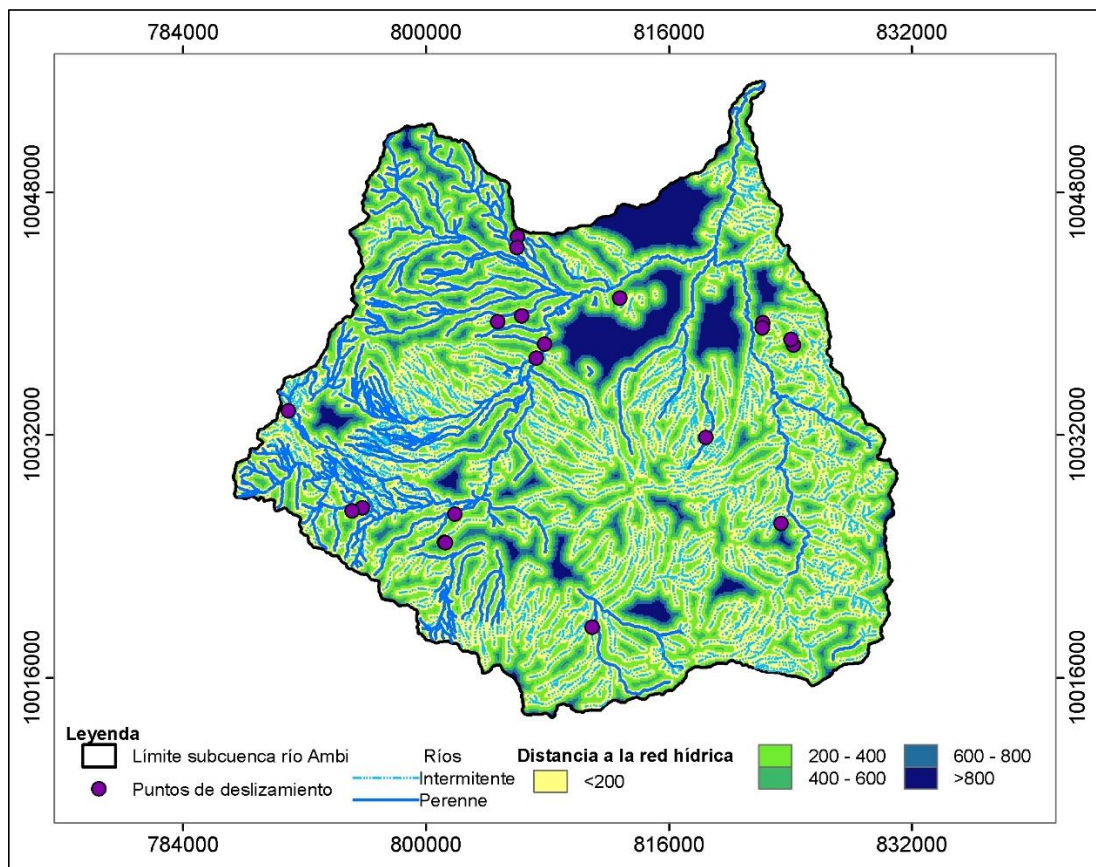 784000 800000 816000 832000
10048000 10048000
10032000 10032000
10016000 10016000
Leyenda
Límite subcuenca río Ambi
Puntos de deslizamiento
Ríos
Intermitente
Perenne
Distancia a la red hídrica
<200
200 - 400
400 - 600
600 - 800
>800
784000 800000 816000 832000